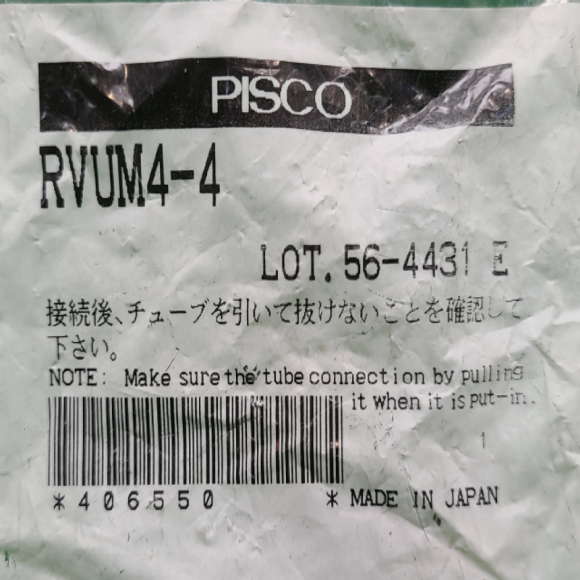 PISCO
RVUM4-4
LOT. 56-4431 E
接続後、チューブを引いて抜けないことを確認して
下さい。
NOTE: Make sure the tube connection by pulling
it when it is put-in.
1
*406550 * MADE IN JAPAN